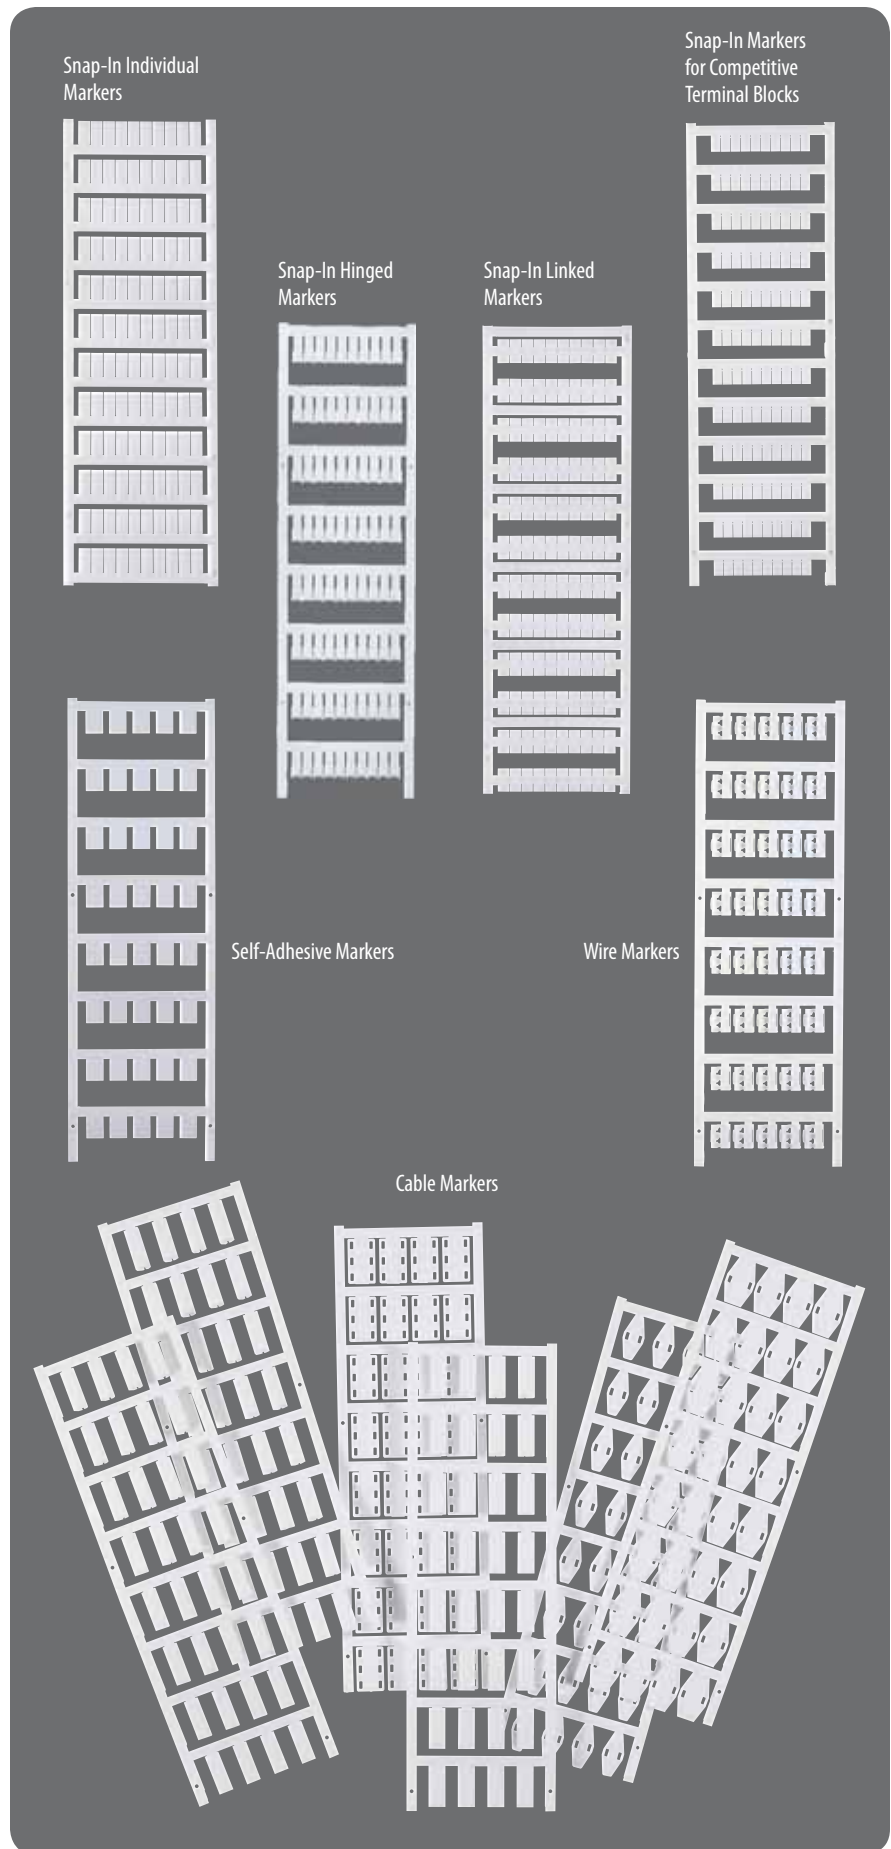 Snap-In Individual
Markers
Snap-In Markers
for Competitive
Terminal Blocks
Snap-In Hinged
Markers
Snap-In Linked
Markers
Self-Adhesive Markers
Wire Markers
Cable Markers